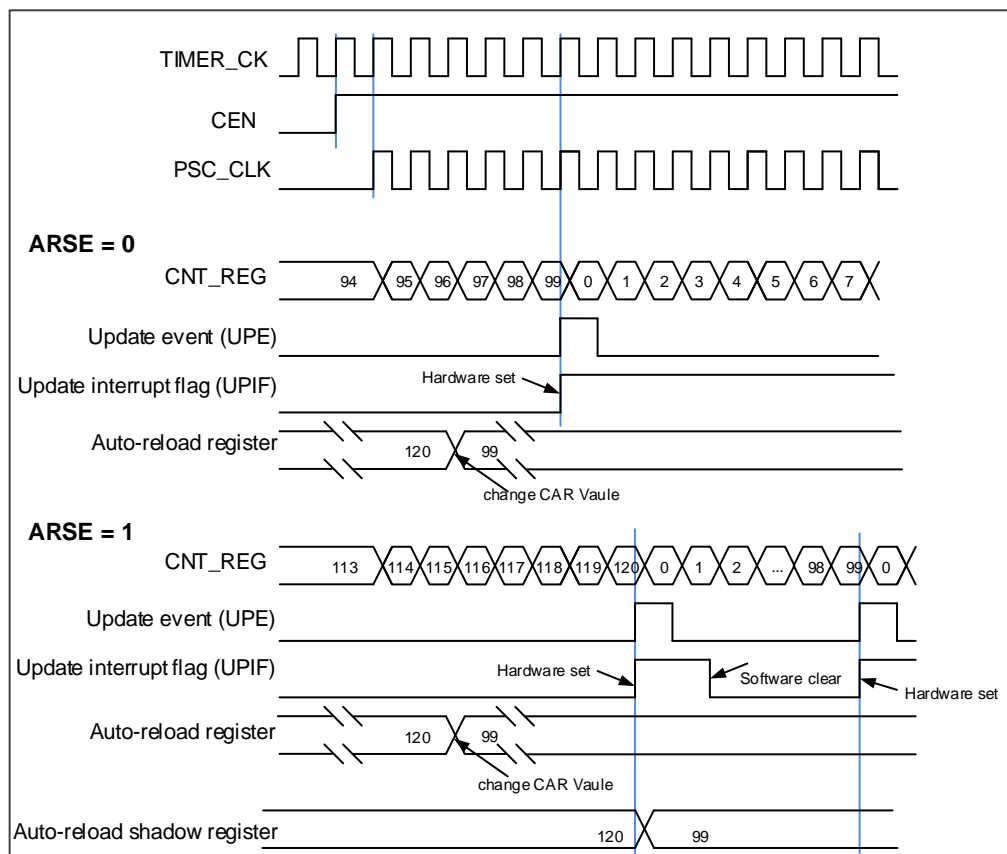 TIMER_CK
CEN
PSC_CLK
ARSE = 0
CNT_REG 94 95 96 97 98 99 0 1 2 3 4 5 6 7
Update event (UPE)
Update interrupt flag (UPIF) Hardware set
Auto-reload register 120 99
change CAR Vaule
ARSE = 1
CNT_REG 113 114 115 116 117 118 119 120 0 1 2 ... 98 99 0
Update event (UPE)
Update interrupt flag (UPIF) Hardware set Software clear Hardware set
Auto-reload register 120 99
change CAR Vaule
Auto-reload shadow register 120 99